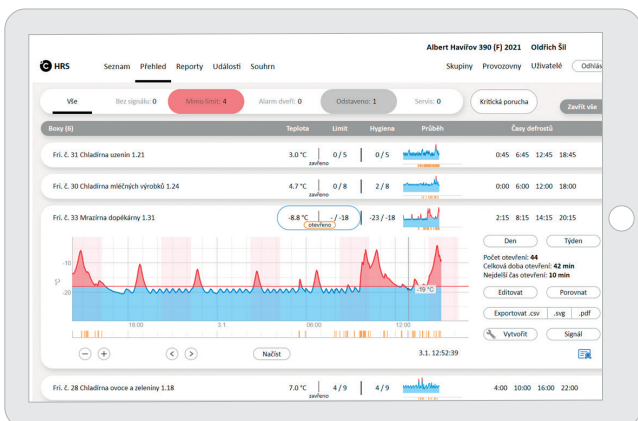 Albert Havířov 390 (F) 2021 Oldřich Šil
HRS Seznam Přehled Reporty Události Souhrn Skupiny Provozovny Uživatelé Odhlás
Vše Bez signálu: 0 Mimo limit: 4 Alarm dveří: 0 Odstaveno: 1 Servis: 0 Kritická porucha Zavřít vše
Boxy (6) Teplota Limit Hygiena Průběh Časy defrostů
Fri. č. 31 Chladírna uzenin 1.21 3.0 °C 0 / 5 0 / 5 0:45 6:45 12:45 18:45
zavřeno
Fri. č. 30 Chladírna mléčných výrobků 1.24 4.7 °C 0 / 8 2 / 8 0:00 6:00 12:00 18:00
zavřeno
Fri. č. 33 Mrazírna dopékárny 1.31 -8.8 °C - / -18 -23 / -18 2:15 8:15 14:15 20:15
otevřeno
Den Týden
Počet otevření: 44
Celková doba otevření: 42 min
Nejdelší čas otevření: 10 min
-10
°C
-20
-19 °C
Editovat Porovnat
Exportovat .csv .svg .pdf
18:00 3.1. 06:00 12:00
Vytvořit Signál
− + < > Načíst 3.1. 12:52:39
Fri. č. 28 Chladírna ovoce a zeleniny 1.18 7.0 °C 4 / 9 4 / 9 4:00 10:00 16:00 22:00
zavřeno